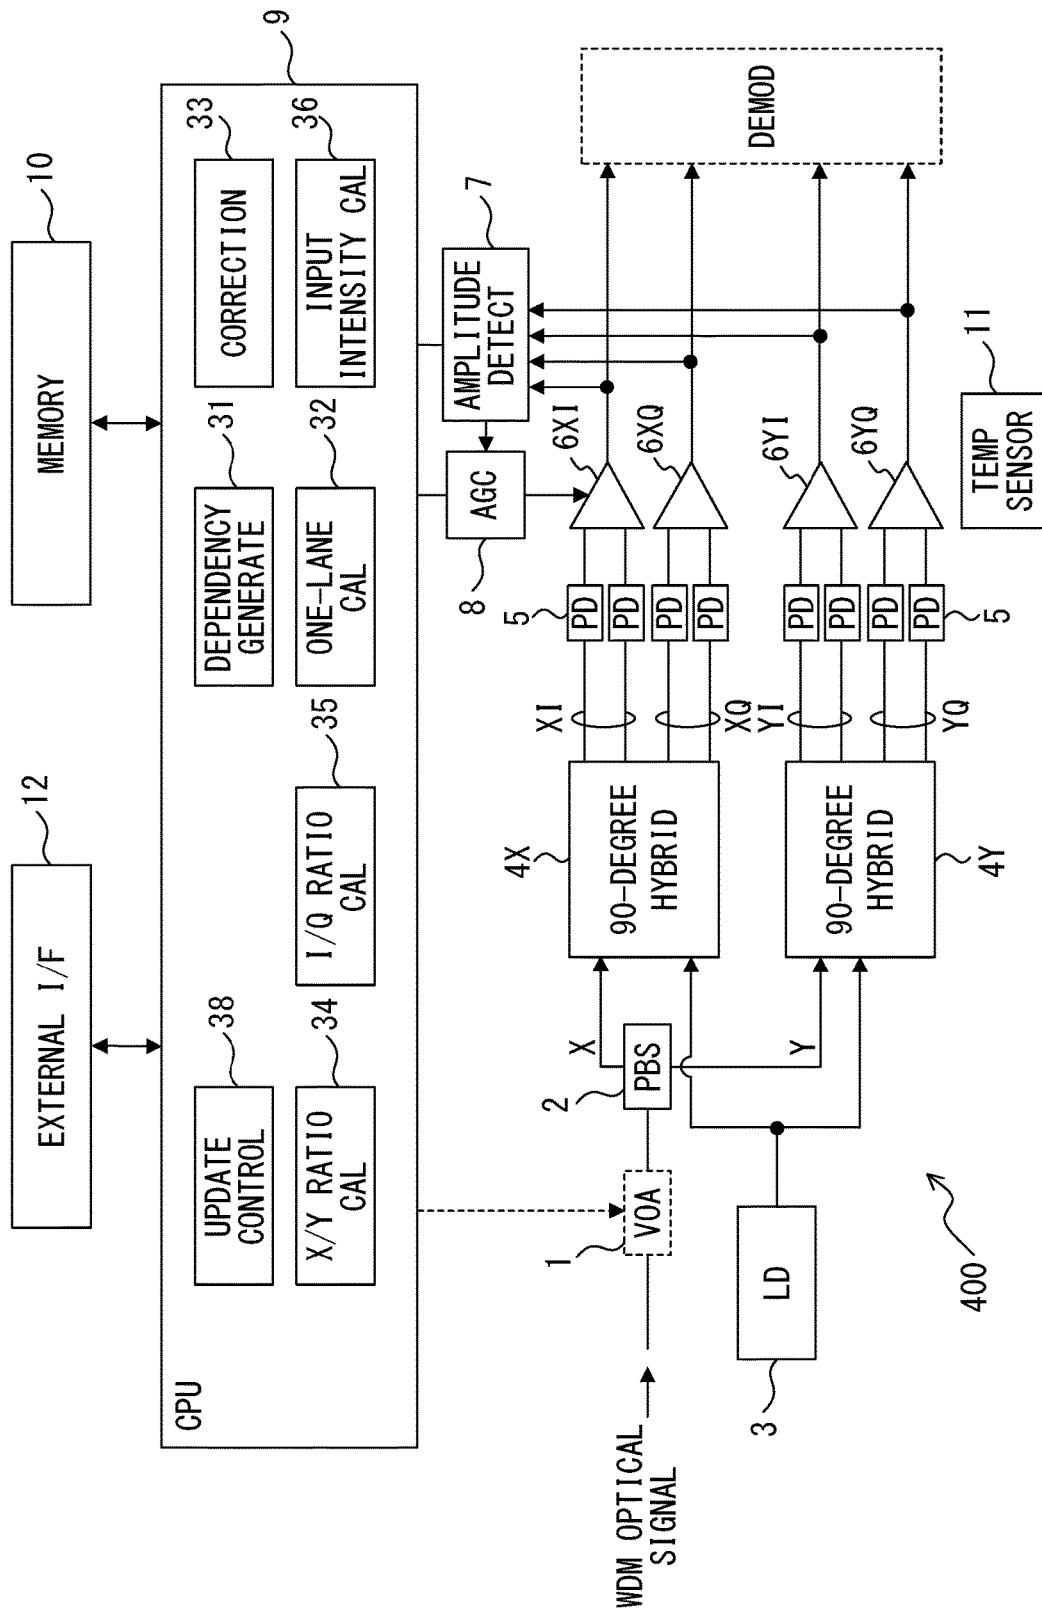 EXTERNAL I/F
12
MEMORY
10
CPU
9
UPDATE
CONTROL
38
DEPENDENCY
GENERATE
31
CORRECTION
33
X/Y RATIO
CAL
34
I/Q RATIO
CAL
35
ONE-LANE
CAL
32
INPUT
INTENSITY CAL
36
AGC
8
AMPLITUDE
DETECT
7
WDM OPTICAL
SIGNAL
VOA
1
PBS
2
X
Y
LD
3
90-DEGREE
HYBRID
4X
90-DEGREE
HYBRID
4Y
XI
XQ
YI
YQ
5
PD
PD
PD
PD
PD
PD
PD
PD
5
6XI
6XQ
6YI
6YQ
DEMOD
TEMP
SENSOR
11
400